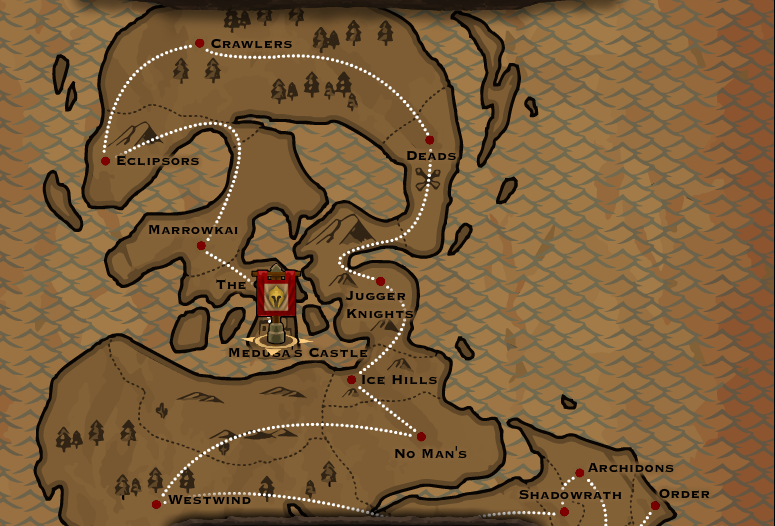 CRAWLERS
DEADS
ECLIPSORS
MARROWKAI
THE
JUGGER
KNIGHTS
MEDUSA'S CASTLE
ICE HILLS
NO MAN'S
ARCHIDONS
SHADOWRATH
ORDER
WESTWIND